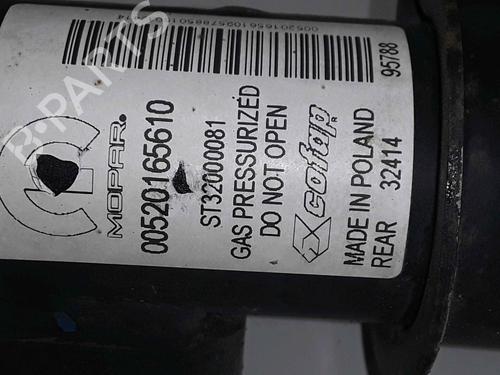 MOPAR.
00520165610
ST32000081
GAS PRESSURIZED
DO NOT OPEN
cofap
MADE IN POLAND
REAR 32414
95788
B-PARTS